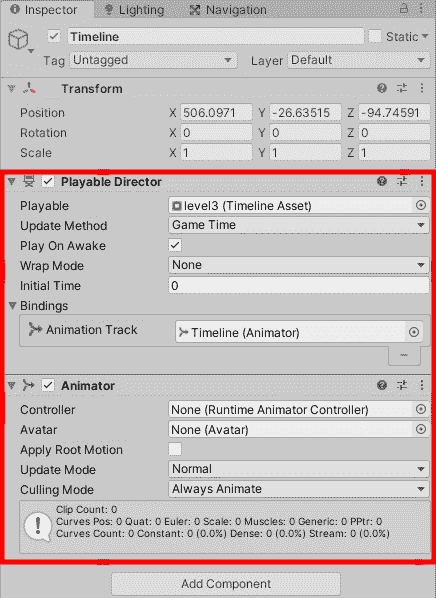 Inspector Lighting Navigation
Timeline Static
Tag Untagged Layer Default
Transform
Position X 506.0971 Y -26.63515 Z -94.74591
Rotation X 0 Y 0 Z 0
Scale X 1 Y 1 Z 1
Playable Director
Playable level3 (Timeline Asset)
Update Method Game Time
Play On Awake
Wrap Mode None
Initial Time 0
Bindings
Animation Track Timeline (Animator)
Animator
Controller None (Runtime Animator Controller)
Avatar None (Avatar)
Apply Root Motion
Update Mode Normal
Culling Mode Always Animate
Clip Count: 0
Curves Pos: 0 Quat: 0 Euler: 0 Scale: 0 Muscles: 0 Generic: 0 PPtr: 0
Curves Count: 0 Constant: 0 (0.0%) Dense: 0 (0.0%) Stream: 0 (0.0%)
Add Component